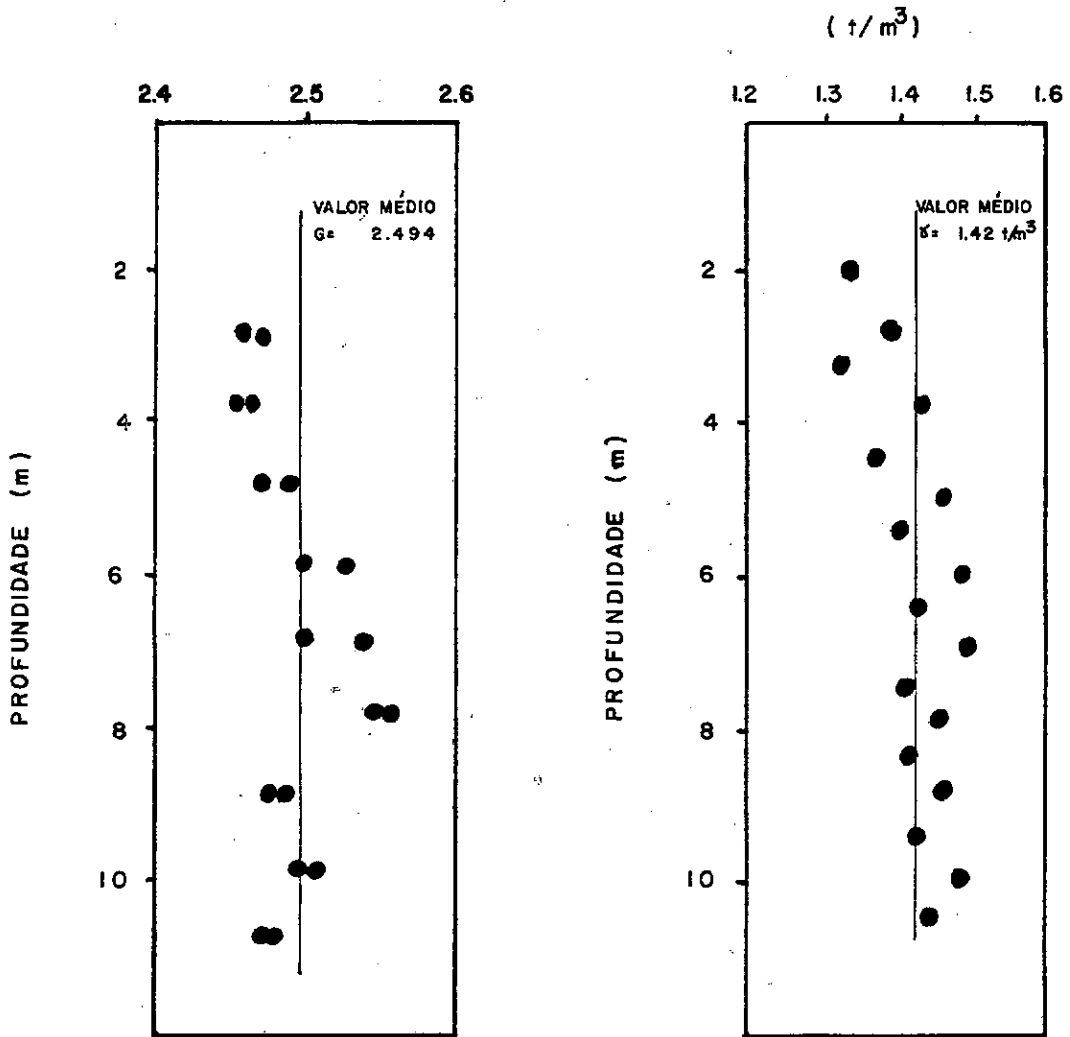 (t/m³)
2.4 2.5 2.6
1.2 1.3 1.4 1.5 1.6
VALOR MÉDIO
G= 2.494
VALOR MÉDIO
γ= 1.42 t/m³
2
4
6
8
10
PROFUNDIDADE (m)
2
4
6
8
10
PROFUNDIDADE (m)